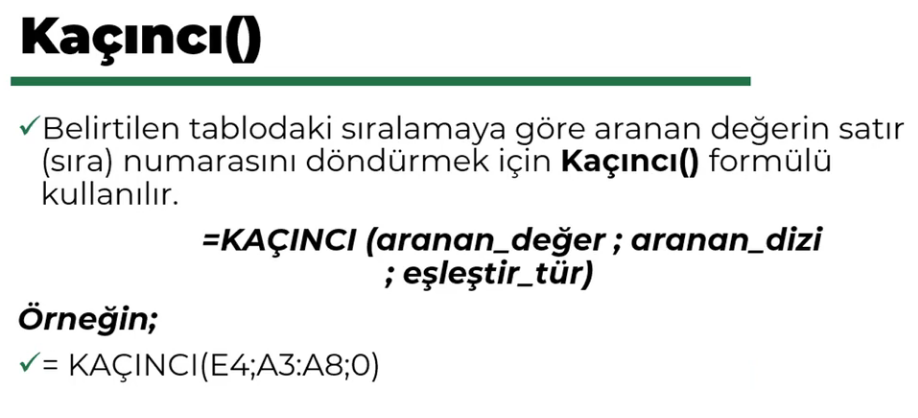 Kaçıncı()
✓Belirtilen tablodaki sıralamaya göre aranan değerin satır
(sıra) numarasını döndürmek için Kaçıncı() formülü
kullanılır.
=KAÇINCI (aranan_değer ; aranan_dizi
; eşleştir_tür)
Örneğin;
✓= KAÇINCI(E4;A3:A8;0)